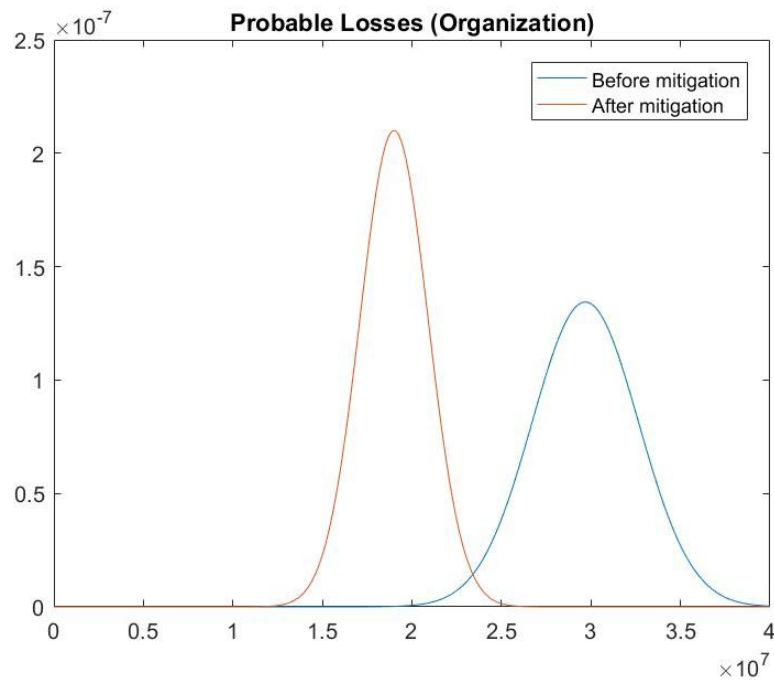 ×10-7
Probable Losses (Organization)
2.5
2
1.5
1
0.5
0
Before mitigation
After mitigation
0 0.5 1 1.5 2 2.5 3 3.5 4
×107